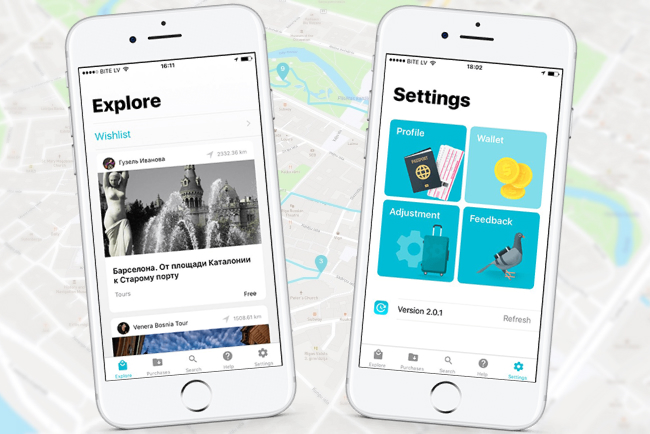 BITE LV
16:11
Explore
Wishlist
Гузель Иванова
2332.36 km
Барселона. От площади Каталонии
к Старому порту
Tours
Free
Venera Bosnia Tour
1508.61 km
Explore
Purchases
Search
Help
Settings
BITE LV
18:02
Settings
Profile
Wallet
PASSPORT
Adjustment
Feedback
Version 2.0.1
Refresh
Explore
Purchases
Search
Help
Settings
3